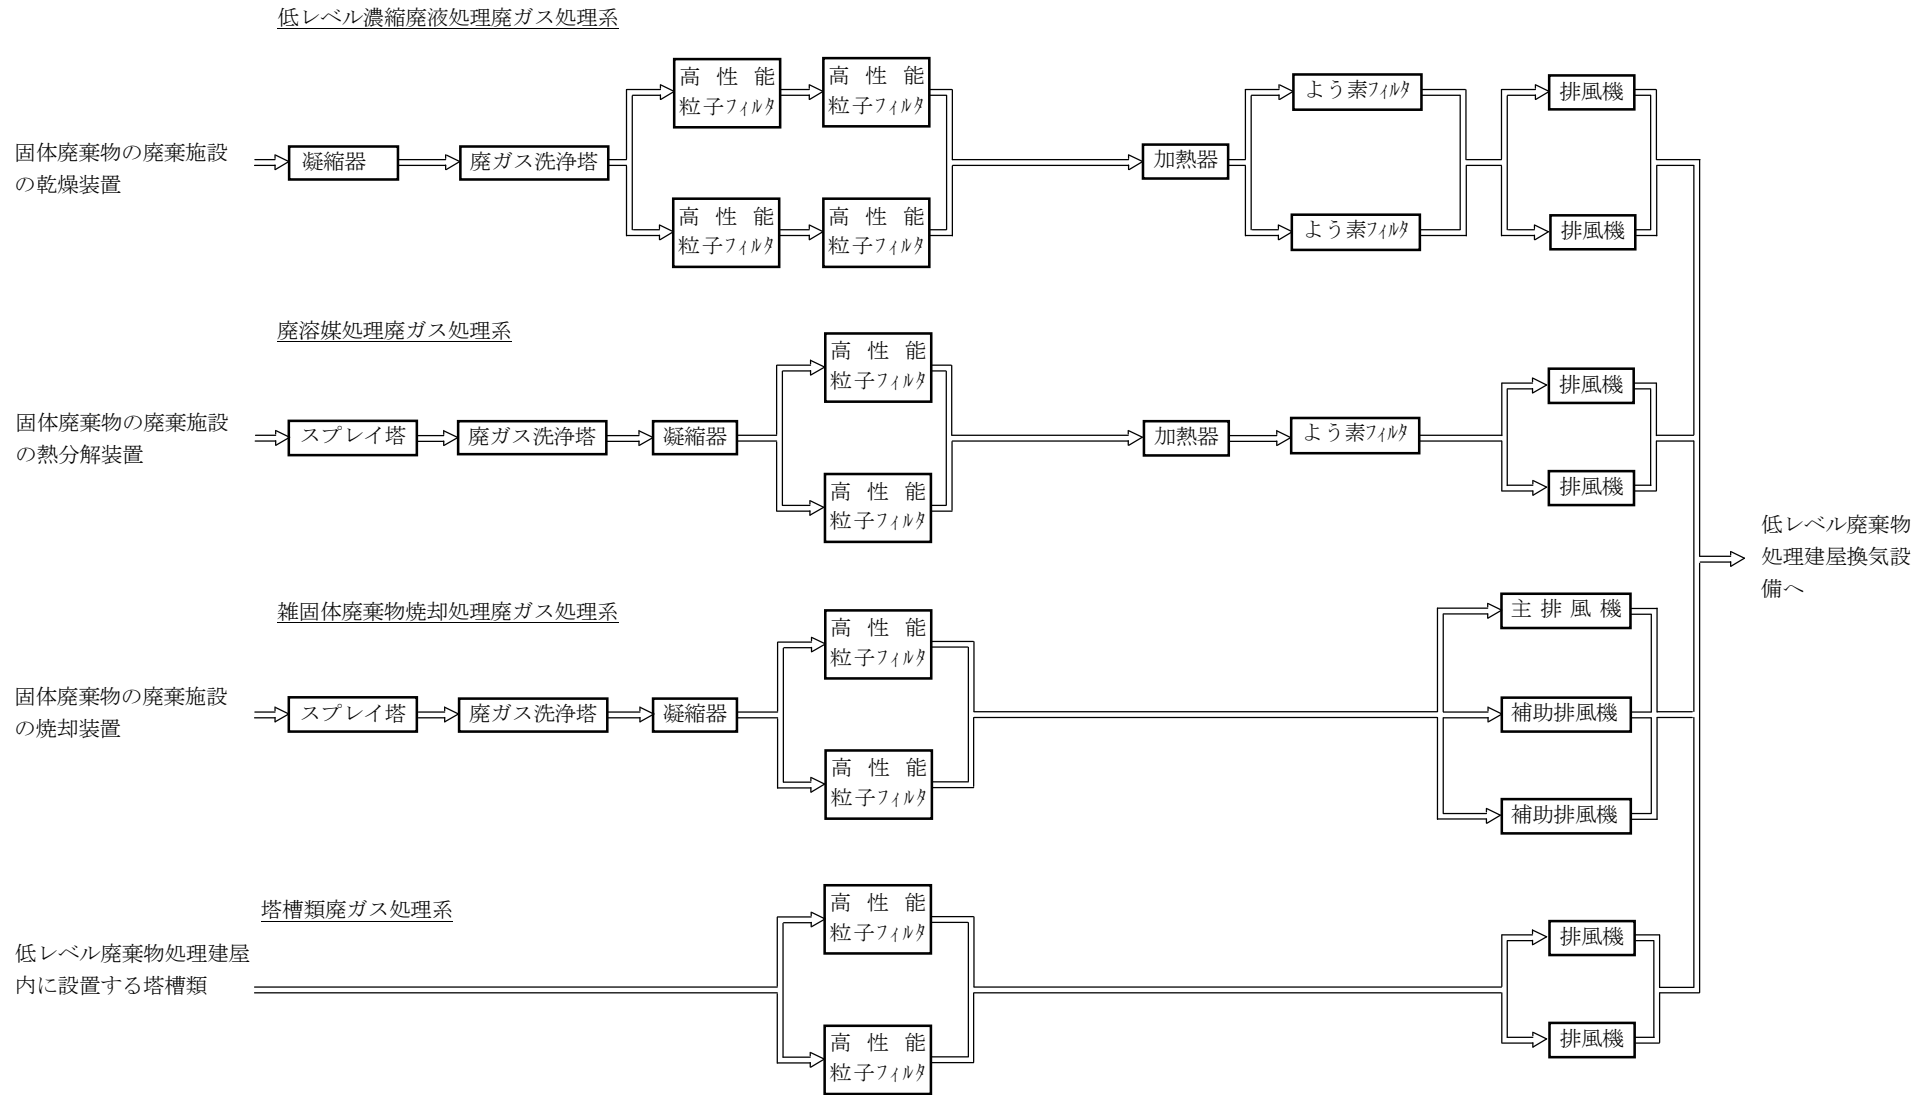 低レベル濃縮廃液処理廃ガス処理系
高性能
粒子フィルタ
高性能
粒子フィルタ
よう素フィルタ
排風機
固体廃棄物の廃棄施設
の乾燥装置
凝縮器
廃ガス洗浄塔
加熱器
高性能
粒子フィルタ
高性能
粒子フィルタ
よう素フィルタ
排風機
廃溶媒処理廃ガス処理系
高性能
粒子フィルタ
排風機
固体廃棄物の廃棄施設
の熱分解装置
スプレイ塔
廃ガス洗浄塔
凝縮器
加熱器
よう素フィルタ
高性能
粒子フィルタ
排風機
低レベル廃棄物
処理建屋換気設
備へ
雑固体廃棄物焼却処理廃ガス処理系
高性能
粒子フィルタ
主排風機
固体廃棄物の廃棄施設
の焼却装置
スプレイ塔
廃ガス洗浄塔
凝縮器
補助排風機
高性能
粒子フィルタ
補助排風機
塔槽類廃ガス処理系
高性能
粒子フィルタ
排風機
低レベル廃棄物処理建屋
内に設置する塔槽類
高性能
粒子フィルタ
排風機